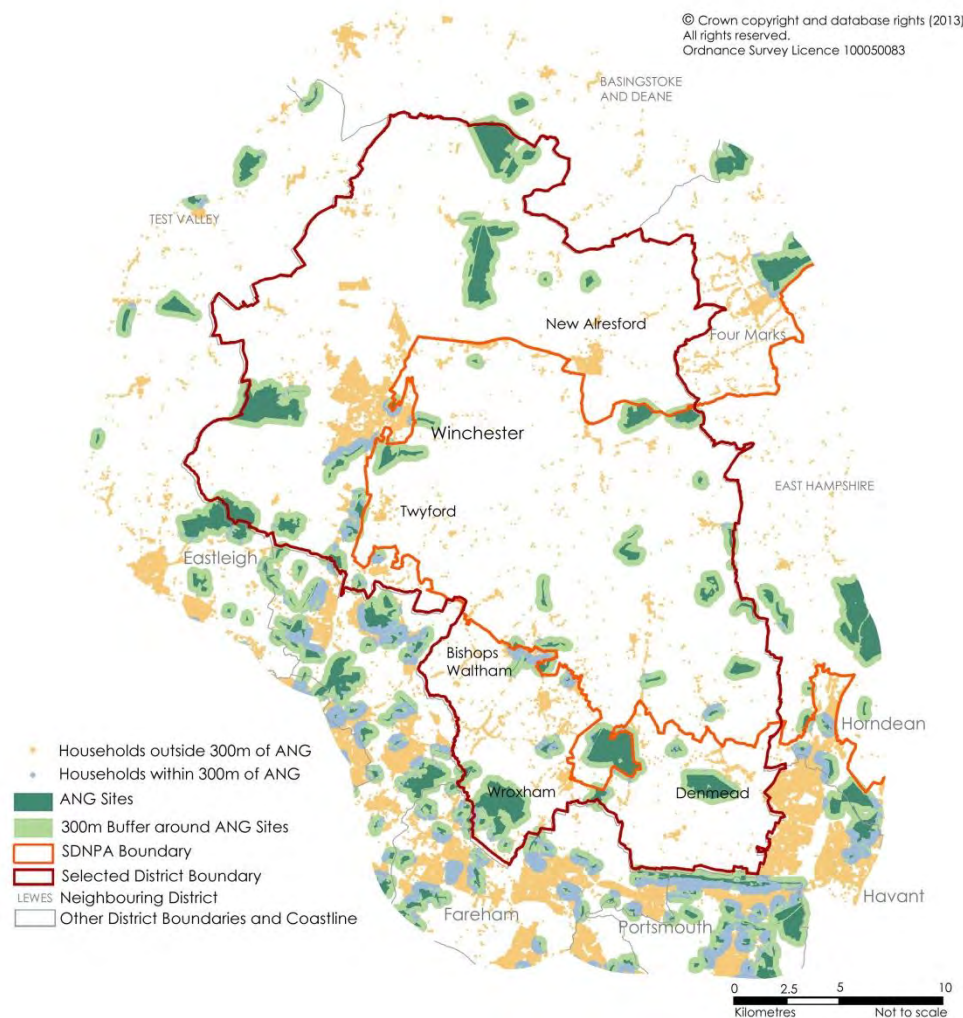 © Crown copyright and database rights (2013)
All rights reserved.
Ordnance Survey Licence 100050083
BASINGSTOKE
AND DEANE
TEST VALLEY
New Alresford
Four Marks
Winchester
EAST HAMPSHIRE
Twyford
Eastleigh
Bishops
Waltham
Horndean
Wroxham
Denmead
Havant
Fareham
Portsmouth
Households outside 300m of ANG
Households within 300m of ANG
ANG Sites
300m Buffer around ANG Sites
SDNPA Boundary
Selected District Boundary
LEWES Neighbouring District
Other District Boundaries and Coastline
0 2.5 5 10
Kilometres Not to scale